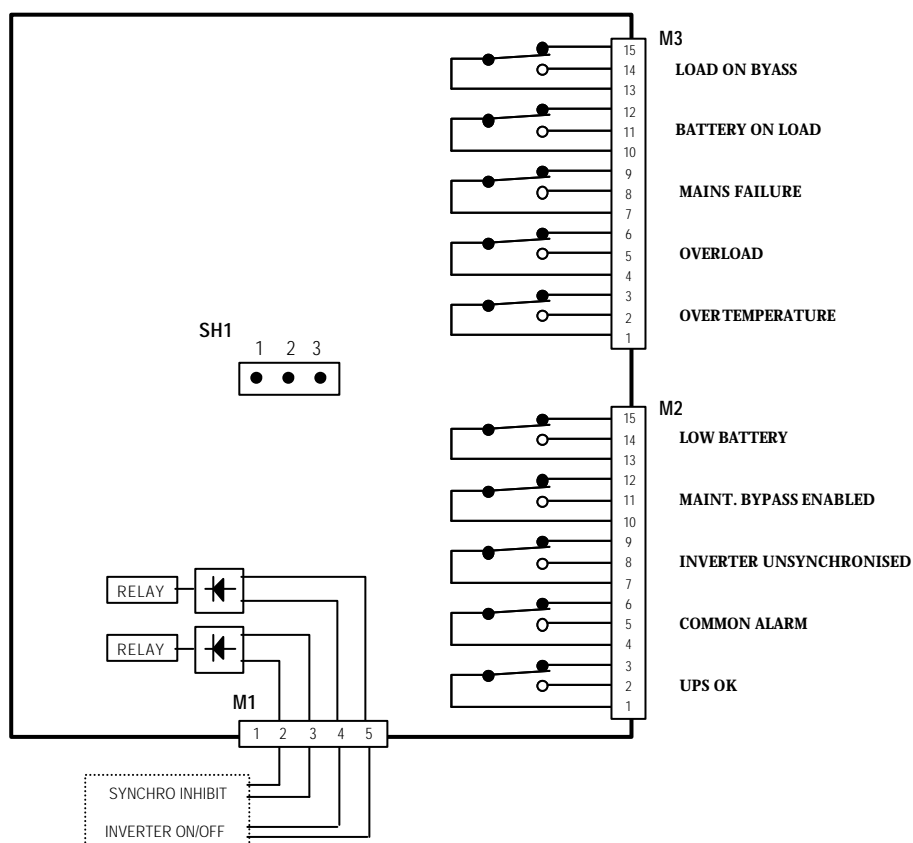 M3
15
14 LOAD ON BYASS
13
12
11 BATTERY ON LOAD
10
9
8 MAINS FAILURE
7
6
5 OVERLOAD
4
3
2 OVER TEMPERATURE
1
SH1
1 2 3
M2
15
14 LOW BATTERY
13
12
11 MAINT. BYPASS ENABLED
10
9
8 INVERTER UNSYNCHRONISED
7
6
5 COMMON ALARM
4
3
2 UPS OK
1
RELAY
RELAY
M1
1 2 3 4 5
SYNCHRO INHIBIT
INVERTER ON/OFF